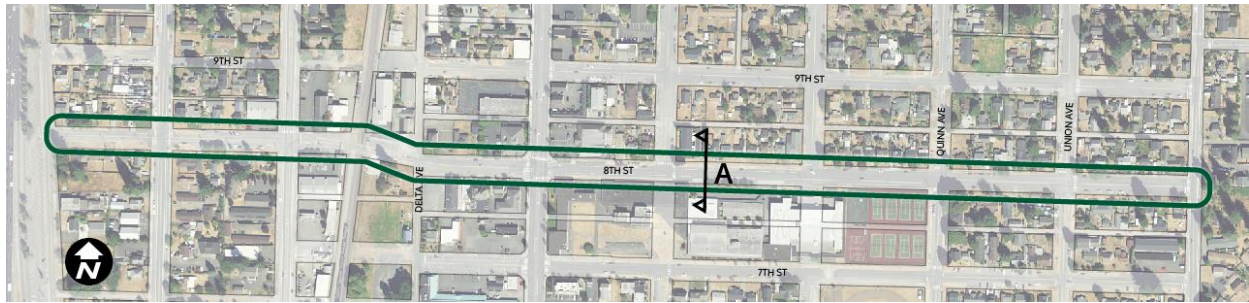 9TH ST
9TH ST
QUINN AVE
UNION AVE
8TH ST
A
DELTA AVE
7TH ST
N